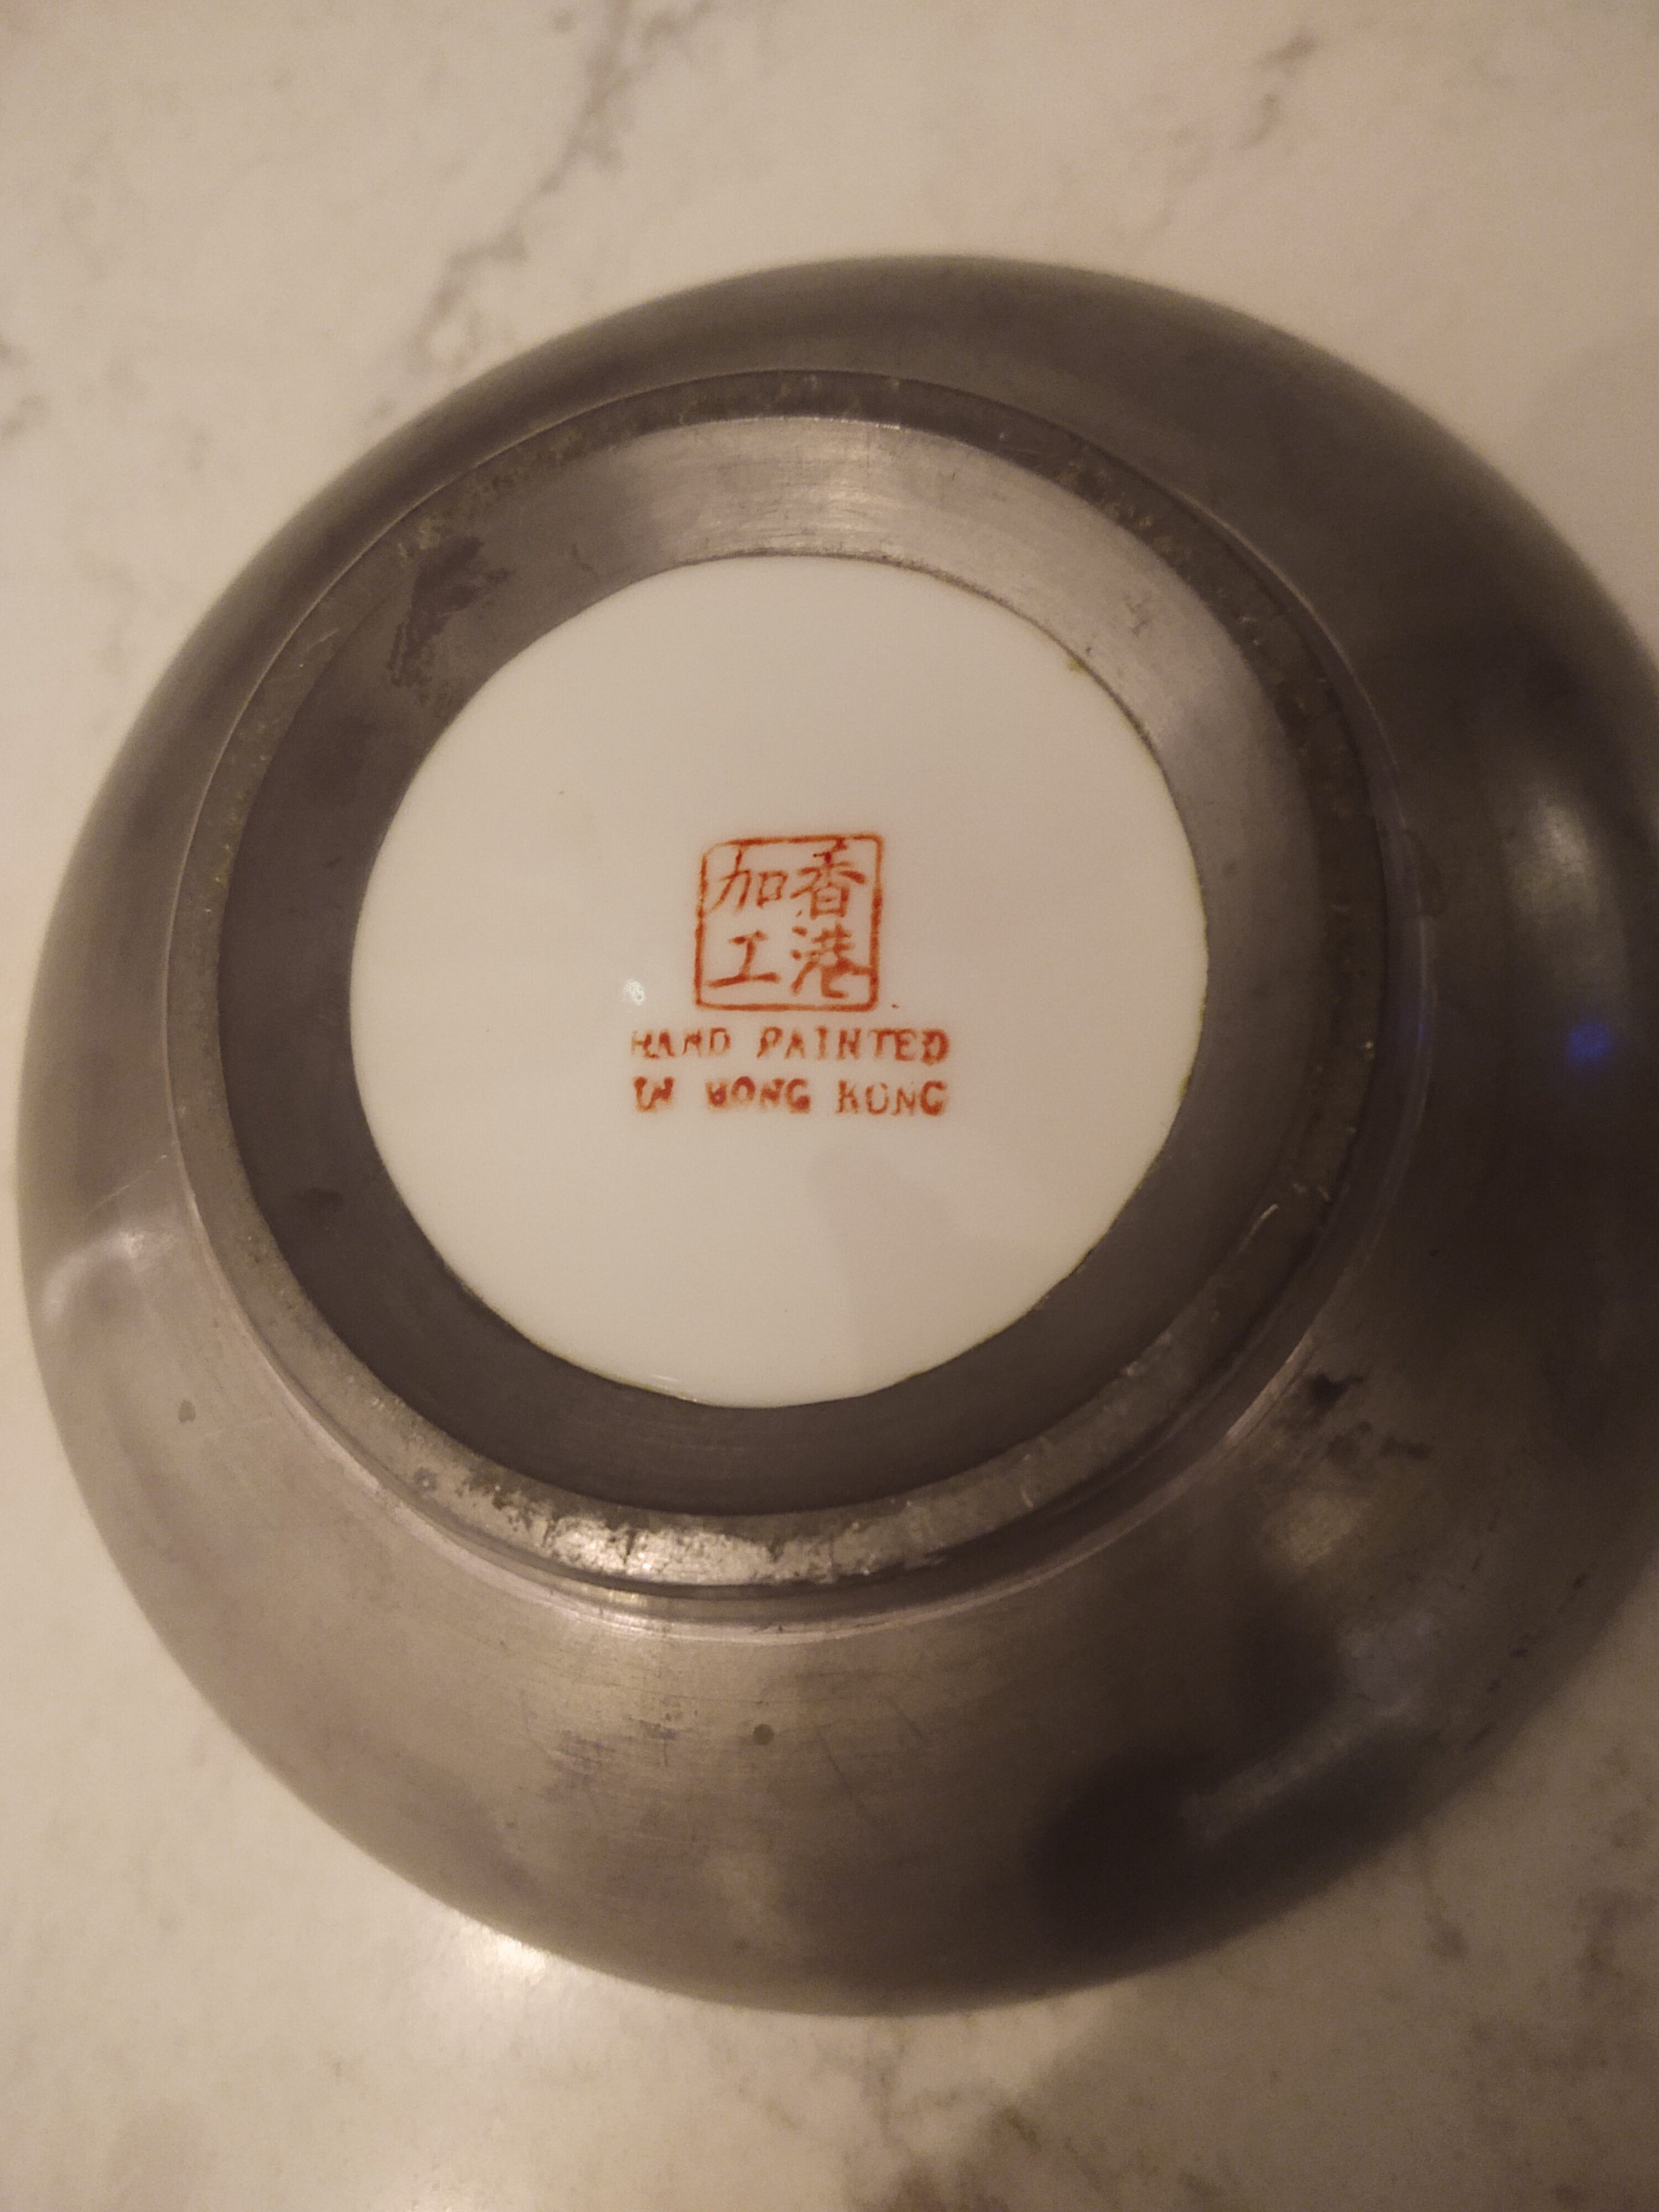 香港
加工
HAND PAINTED
IN HONG KONG